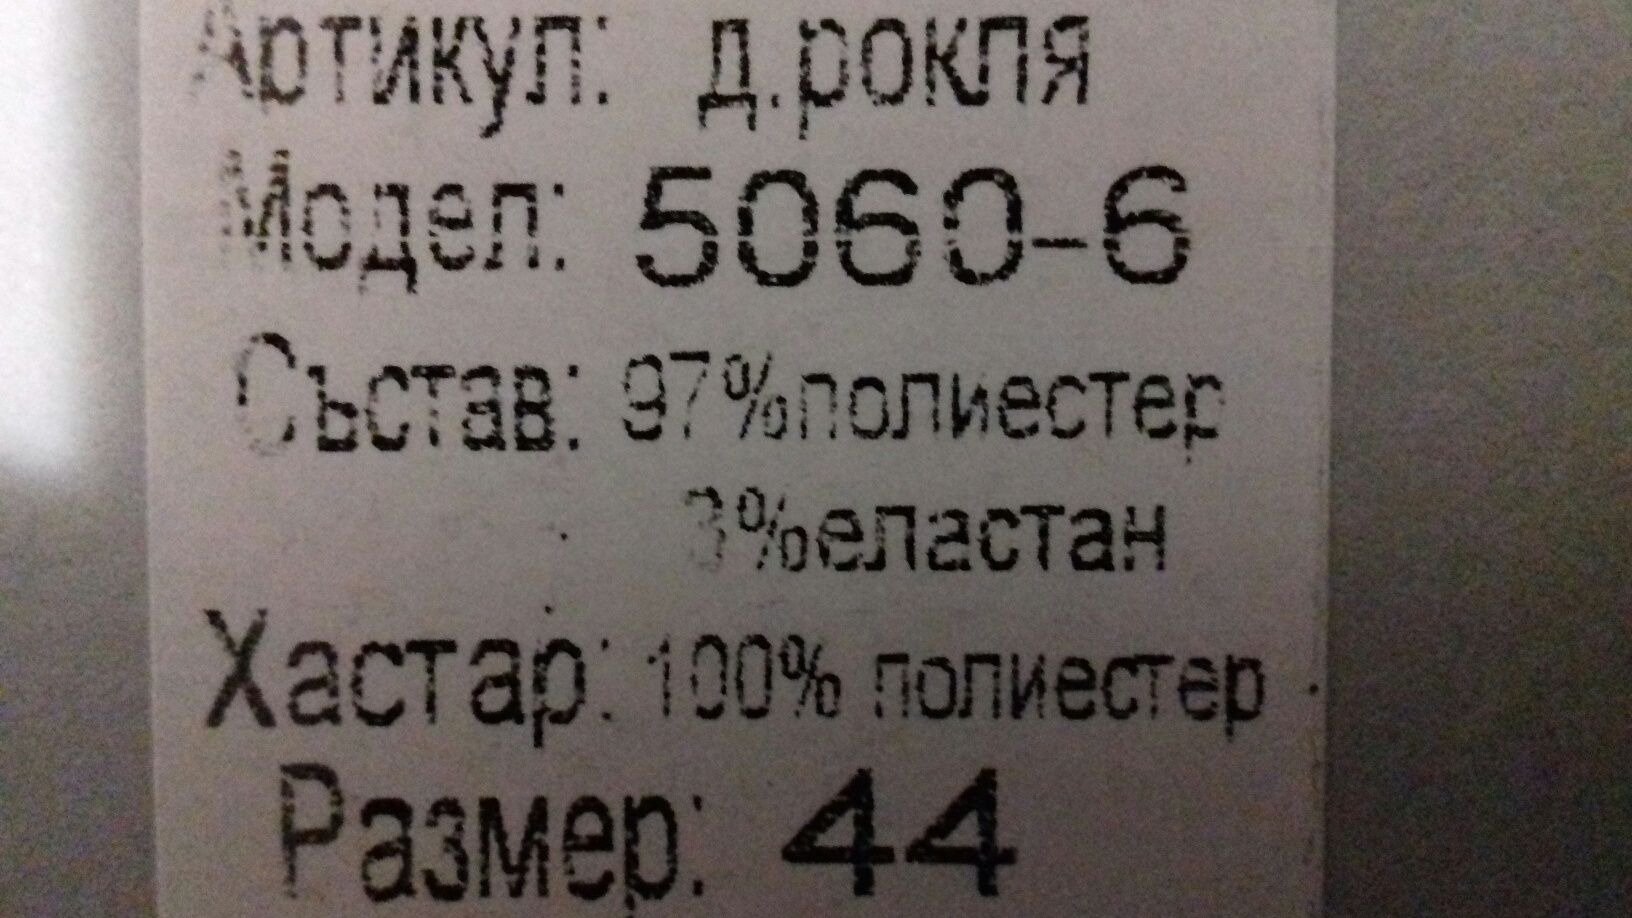 Артикул: д.рокля
Модел: 5060-6
Състав: 97%полиестер
3%еластан
Хастар: 100% полиестер
Размер: 44